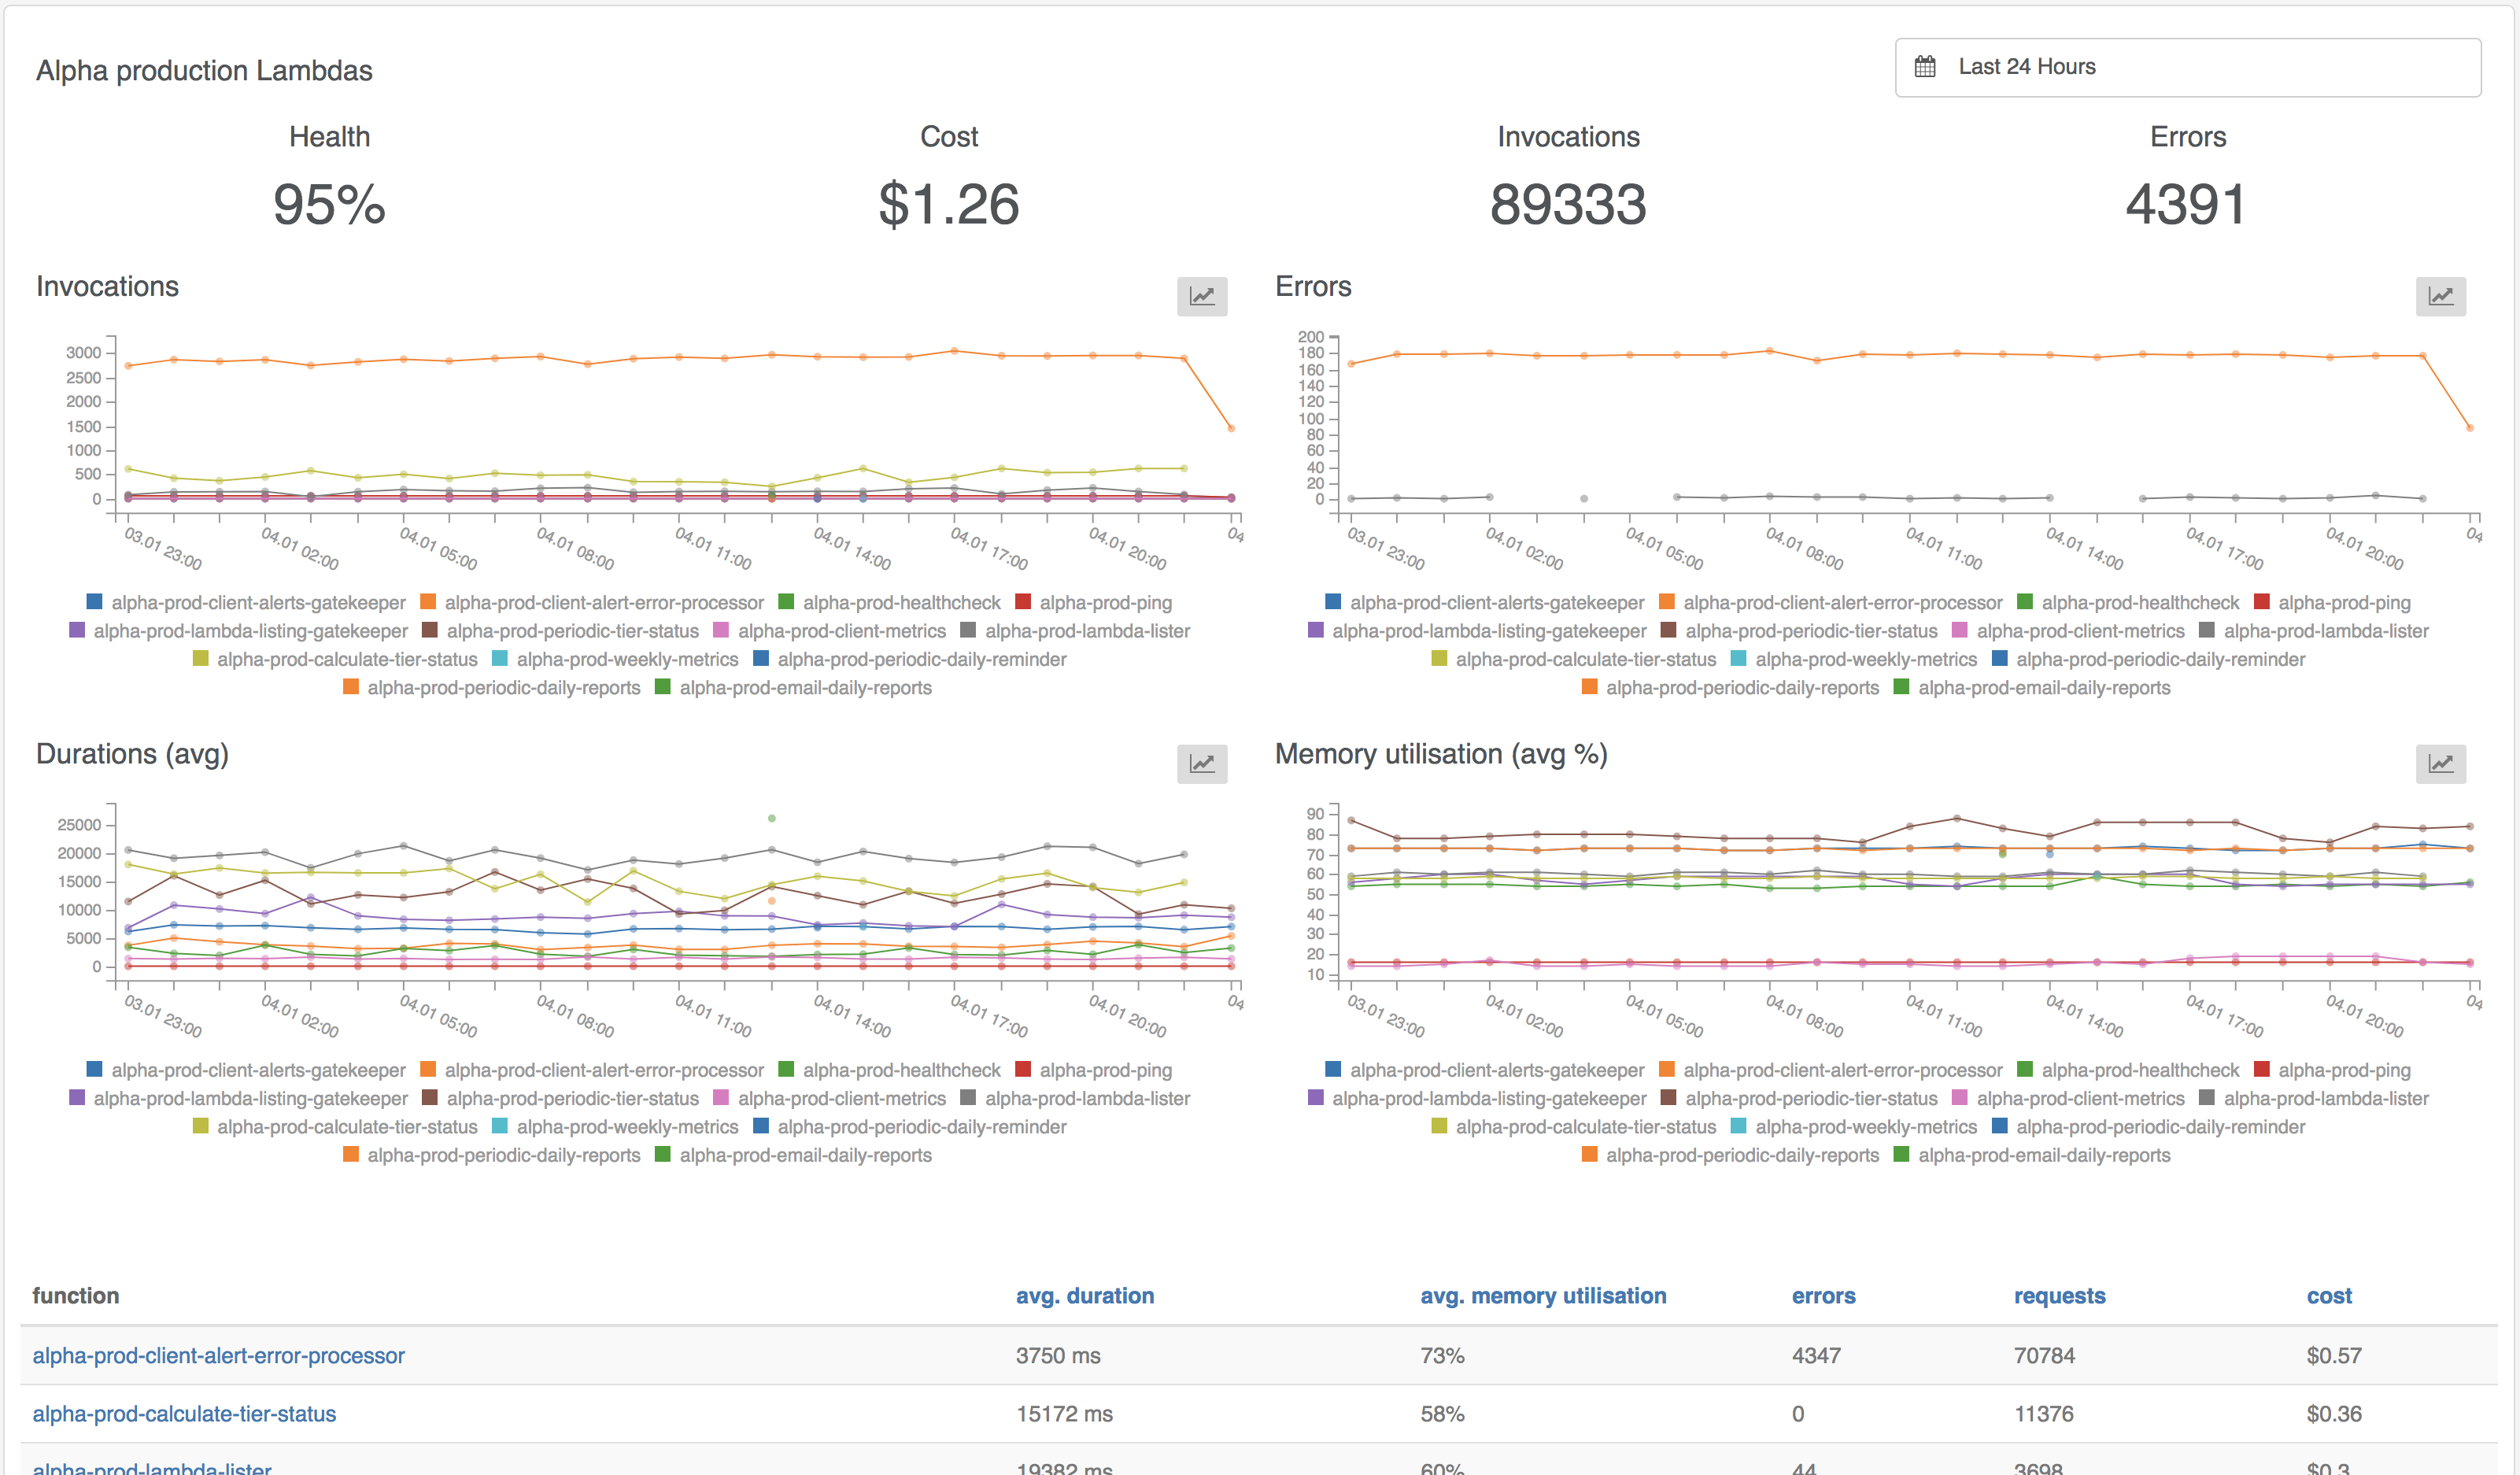 Alpha production Lambdas
Last 24 Hours
Health Cost Invocations Errors
95% $1.26 89333 4391
Invocations
3000
2500
2000
1500
1000
500
0
03.01 23:00 04.01 02:00 04.01 05:00 04.01 08:00 04.01 11:00 04.01 14:00 04.01 17:00 04.01 20:00 04
alpha-prod-client-alerts-gatekeeper alpha-prod-client-alert-error-processor alpha-prod-healthcheck alpha-prod-ping
alpha-prod-lambda-listing-gatekeeper alpha-prod-periodic-tier-status alpha-prod-client-metrics alpha-prod-lambda-lister
alpha-prod-calculate-tier-status alpha-prod-weekly-metrics alpha-prod-periodic-daily-reminder
alpha-prod-periodic-daily-reports alpha-prod-email-daily-reports
Errors
200
180
160
140
120
100
80
60
40
20
0
03.01 23:00 04.01 02:00 04.01 05:00 04.01 08:00 04.01 11:00 04.01 14:00 04.01 17:00 04.01 20:00 04
alpha-prod-client-alerts-gatekeeper alpha-prod-client-alert-error-processor alpha-prod-healthcheck alpha-prod-ping
alpha-prod-lambda-listing-gatekeeper alpha-prod-periodic-tier-status alpha-prod-client-metrics alpha-prod-lambda-lister
alpha-prod-calculate-tier-status alpha-prod-weekly-metrics alpha-prod-periodic-daily-reminder
alpha-prod-periodic-daily-reports alpha-prod-email-daily-reports
Durations (avg)
25000
20000
15000
10000
5000
0
03.01 23:00 04.01 02:00 04.01 05:00 04.01 08:00 04.01 11:00 04.01 14:00 04.01 17:00 04.01 20:00 04
alpha-prod-client-alerts-gatekeeper alpha-prod-client-alert-error-processor alpha-prod-healthcheck alpha-prod-ping
alpha-prod-lambda-listing-gatekeeper alpha-prod-periodic-tier-status alpha-prod-client-metrics alpha-prod-lambda-lister
alpha-prod-calculate-tier-status alpha-prod-weekly-metrics alpha-prod-periodic-daily-reminder
alpha-prod-periodic-daily-reports alpha-prod-email-daily-reports
Memory utilisation (avg %)
90
80
70
60
50
40
30
20
10
03.01 23:00 04.01 02:00 04.01 05:00 04.01 08:00 04.01 11:00 04.01 14:00 04.01 17:00 04.01 20:00 04
alpha-prod-client-alerts-gatekeeper alpha-prod-client-alert-error-processor alpha-prod-healthcheck alpha-prod-ping
alpha-prod-lambda-listing-gatekeeper alpha-prod-periodic-tier-status alpha-prod-client-metrics alpha-prod-lambda-lister
alpha-prod-calculate-tier-status alpha-prod-weekly-metrics alpha-prod-periodic-daily-reminder
alpha-prod-periodic-daily-reports alpha-prod-email-daily-reports
function avg. duration avg. memory utilisation errors requests cost
alpha-prod-client-alert-error-processor 3750 ms 73% 4347 70784 $0.57
alpha-prod-calculate-tier-status 15172 ms 58% 0 11376 $0.36
alpha-prod-lambda-lister 19382 ms 60% 44 3698 $0.3